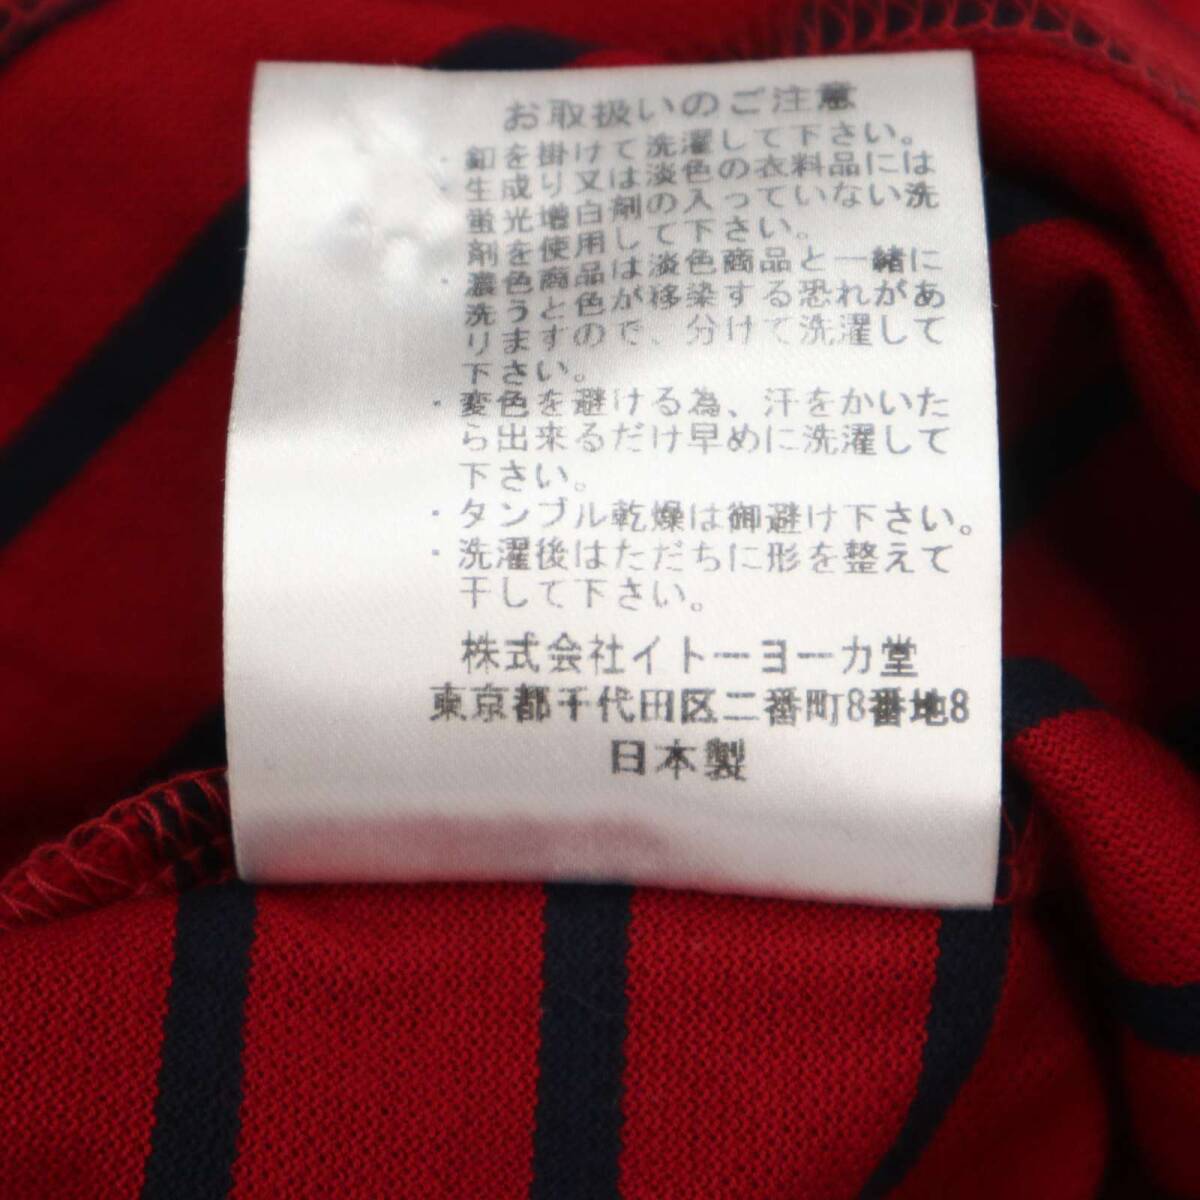 お取扱いのご注意
・釦を掛けて洗濯して下さい。
・生成り又は淡色の衣料品には
蛍光増白剤の入っていない洗
剤を使用して下さい。
・濃色商品は淡色商品と一緒に
洗うと色が移染する恐れがあ
りますので、分けて洗濯して
下さい。
・変色を避ける為、汗をかいた
ら出来るだけ早めに洗濯して
下さい。
・タンブル乾燥は御避け下さい。
・洗濯後はただちに形を整えて
干して下さい。
株式会社イトーヨーカ堂
東京都千代田区二番町8番地8
日本製